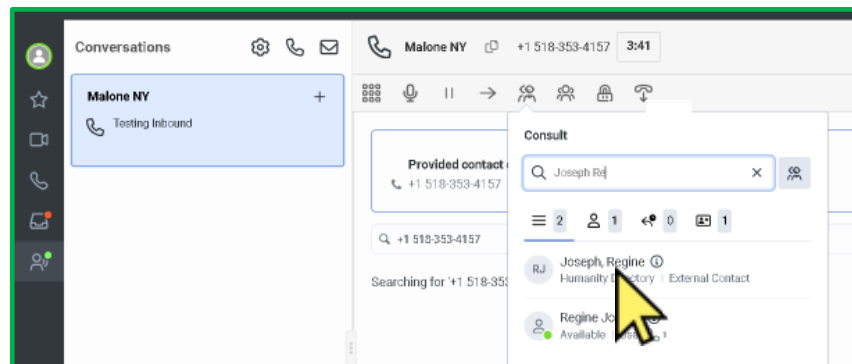 Conversations
Malone NY +1 518-353-4157 3:41
Malone NY
Testing Inbound
Consult
Provided contact
+1 518-353-4157
Joseph Re
2 1 0 1
+1 518-353-4157
Joseph, Regine
Searching for '+1 518-35
RJ
Humanity External Contact
Regine
Available
1